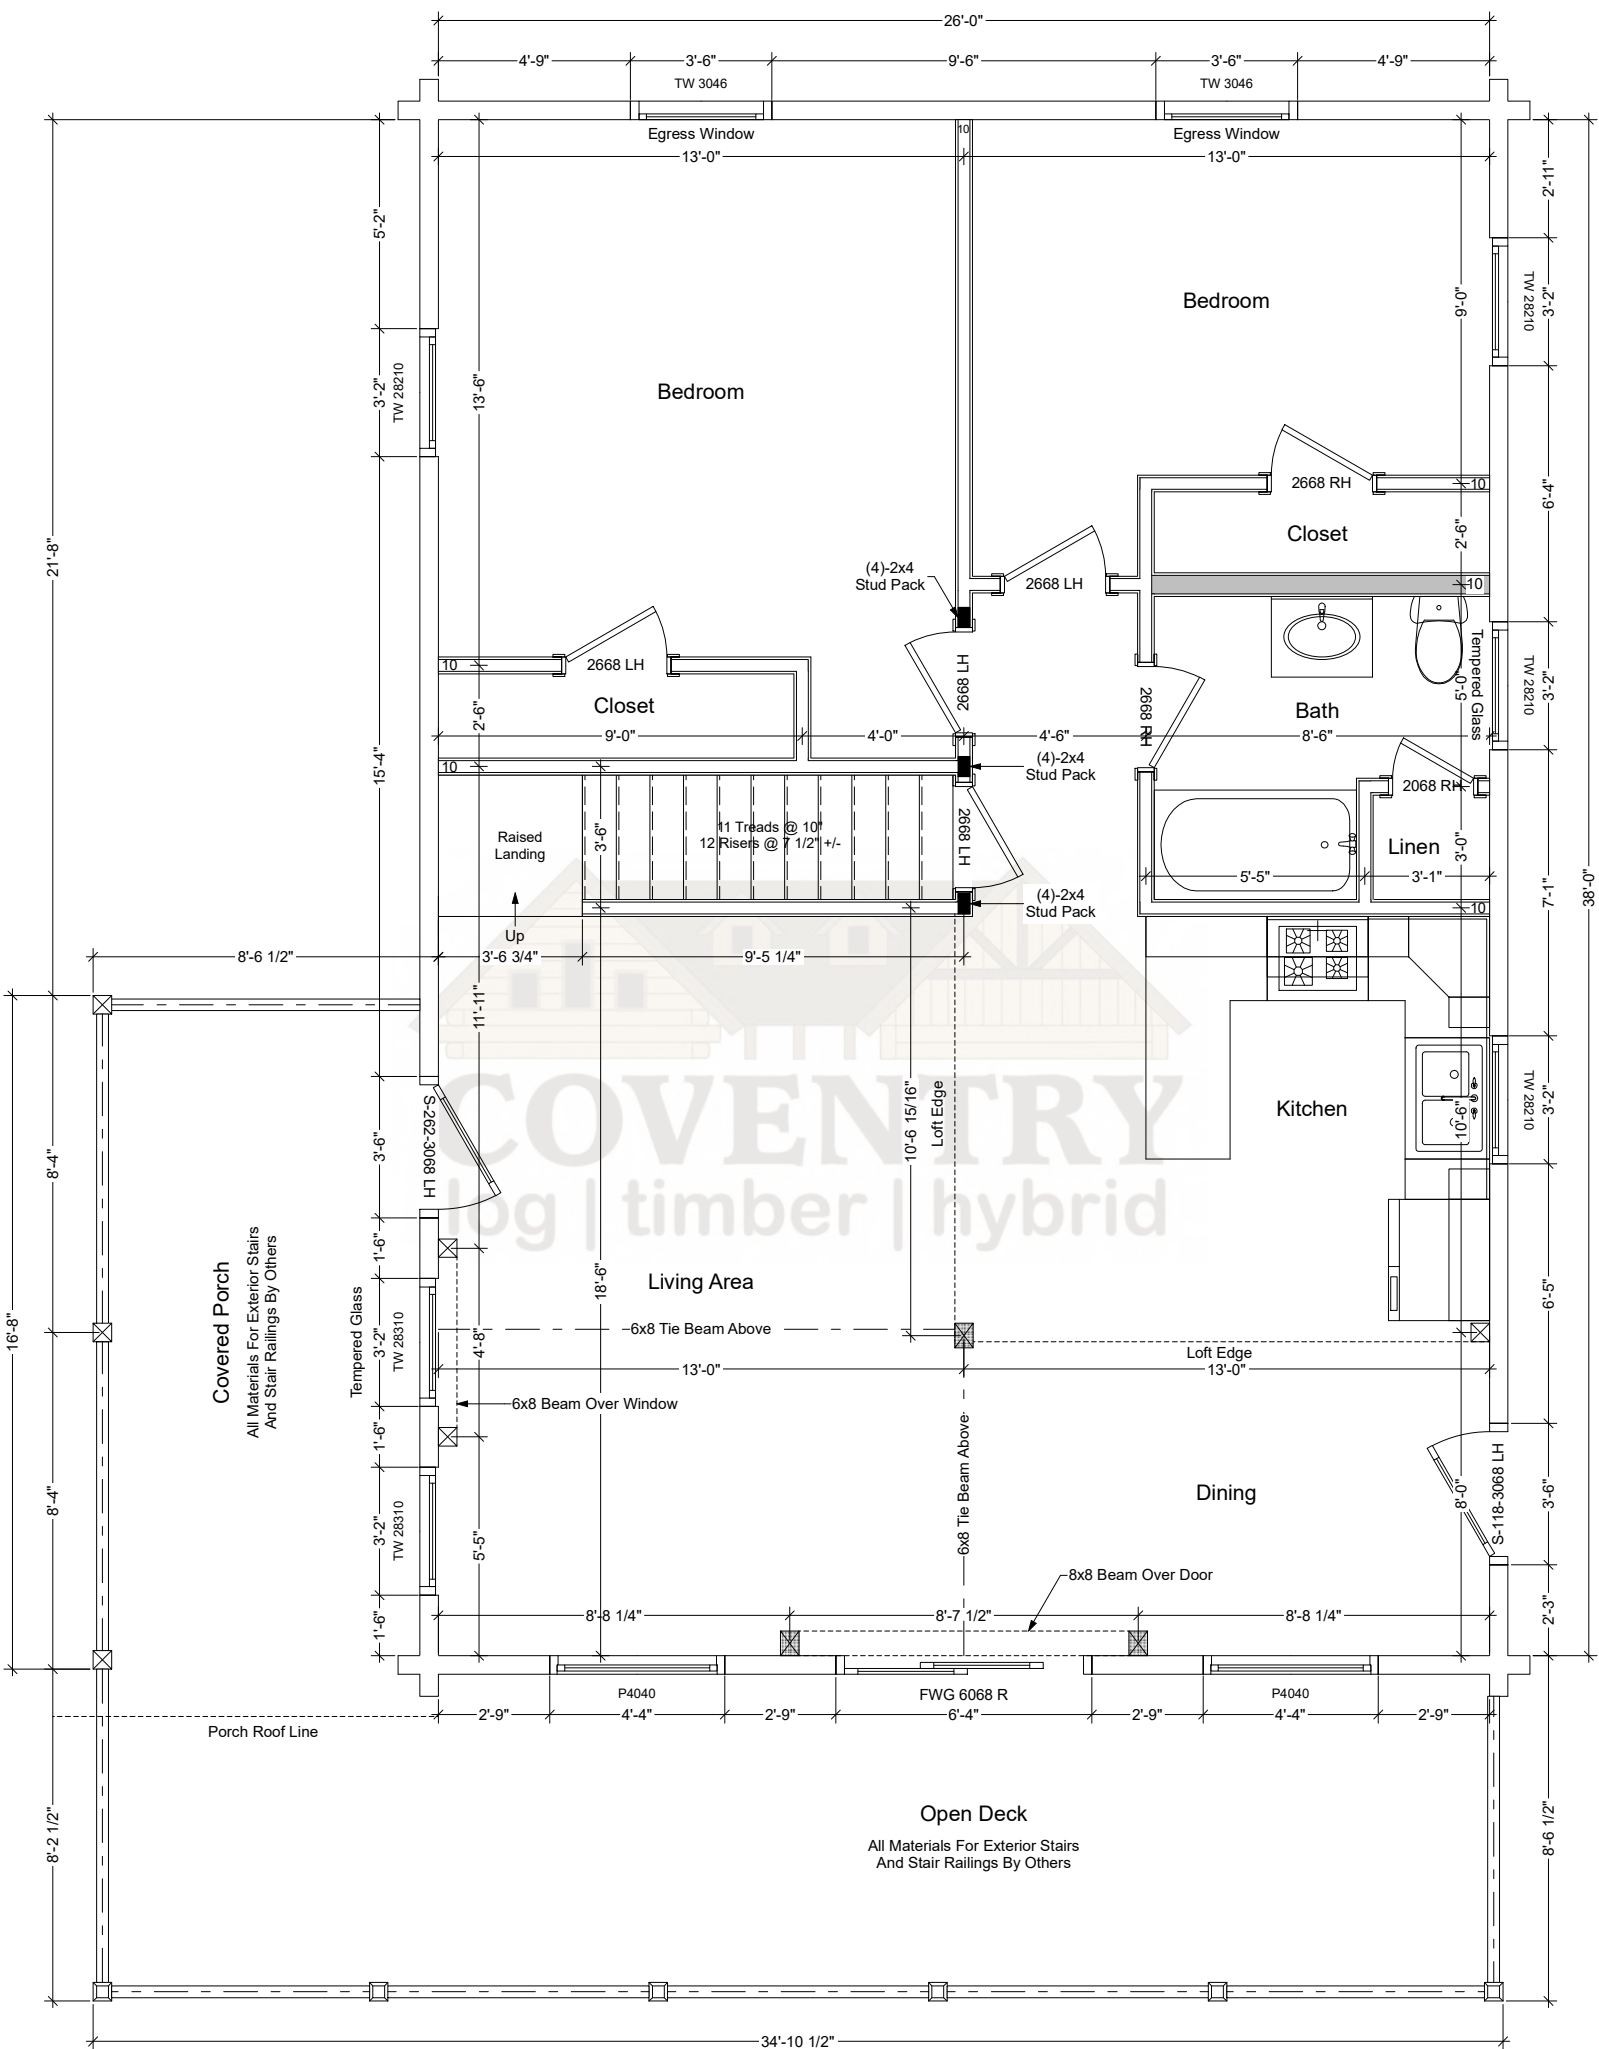 26'-0"
4'-9"
3'-6"
9'-6"
3'-6"
4'-9"
TW 3046
TW 3046
Egress Window
10
Egress Window
13'-0"
13'-0"
2'-11"
5'-2"
9'-0"
3'-2"
TW 28210
Bedroom
Bedroom
13'-6"
3'-2"
TW 28210
2668 RH
10
6'-4"
Closet
2'-6"
21'-8"
(4)-2x4
Stud Pack
2668 LH
10
10
2668 LH
2668 LH
2668 RH
5'-0"
Tempered Glass
3'-2"
TW 28210
Closet
2'-6"
Bath
9'-0"
4'-0"
4'-6"
8'-6"
10
(4)-2x4
Stud Pack
15'-4"
2068 RH
Raised
Landing
3'-6"
11 Treads @ 10"
12 Risers @ 7 1/2" +/-
2668 LH
Linen
3'-0"
5'-5"
3'-1"
7'-1"
38'-0"
(4)-2x4
Stud Pack
10
Up
8'-6 1/2"
3'-6 3/4"
9'-5 1/4"
11'-11"
COVENTRY
log | timber | hybrid
10'-6 15/16"
Loft Edge
Kitchen
10'-6"
3'-2"
TW 28210
8'-4"
3'-6"
S-262-3068 LH
1'-6"
Living Area
18'-6"
6'-5"
16'-8"
Covered Porch
All Materials For Exterior Stairs
And Stair Railings By Others
Tempered Glass
3'-2"
TW 28310
4'-8"
6x8 Tie Beam Above
Loft Edge
13'-0"
13'-0"
6x8 Beam Over Window
1'-6"
6x8 Tie Beam Above
8'-4"
Dining
8'-0"
3'-6"
S-118-3068 LH
3'-2"
TW 28310
5'-5"
8x8 Beam Over Door
1'-6"
8'-8 1/4"
8'-7 1/2"
8'-8 1/4"
2'-3"
P4040
FWG 6068 R
P4040
2'-9"
4'-4"
2'-9"
6'-4"
2'-9"
4'-4"
2'-9"
Porch Roof Line
8'-2 1/2"
Open Deck
All Materials For Exterior Stairs
And Stair Railings By Others
8'-6 1/2"
34'-10 1/2"